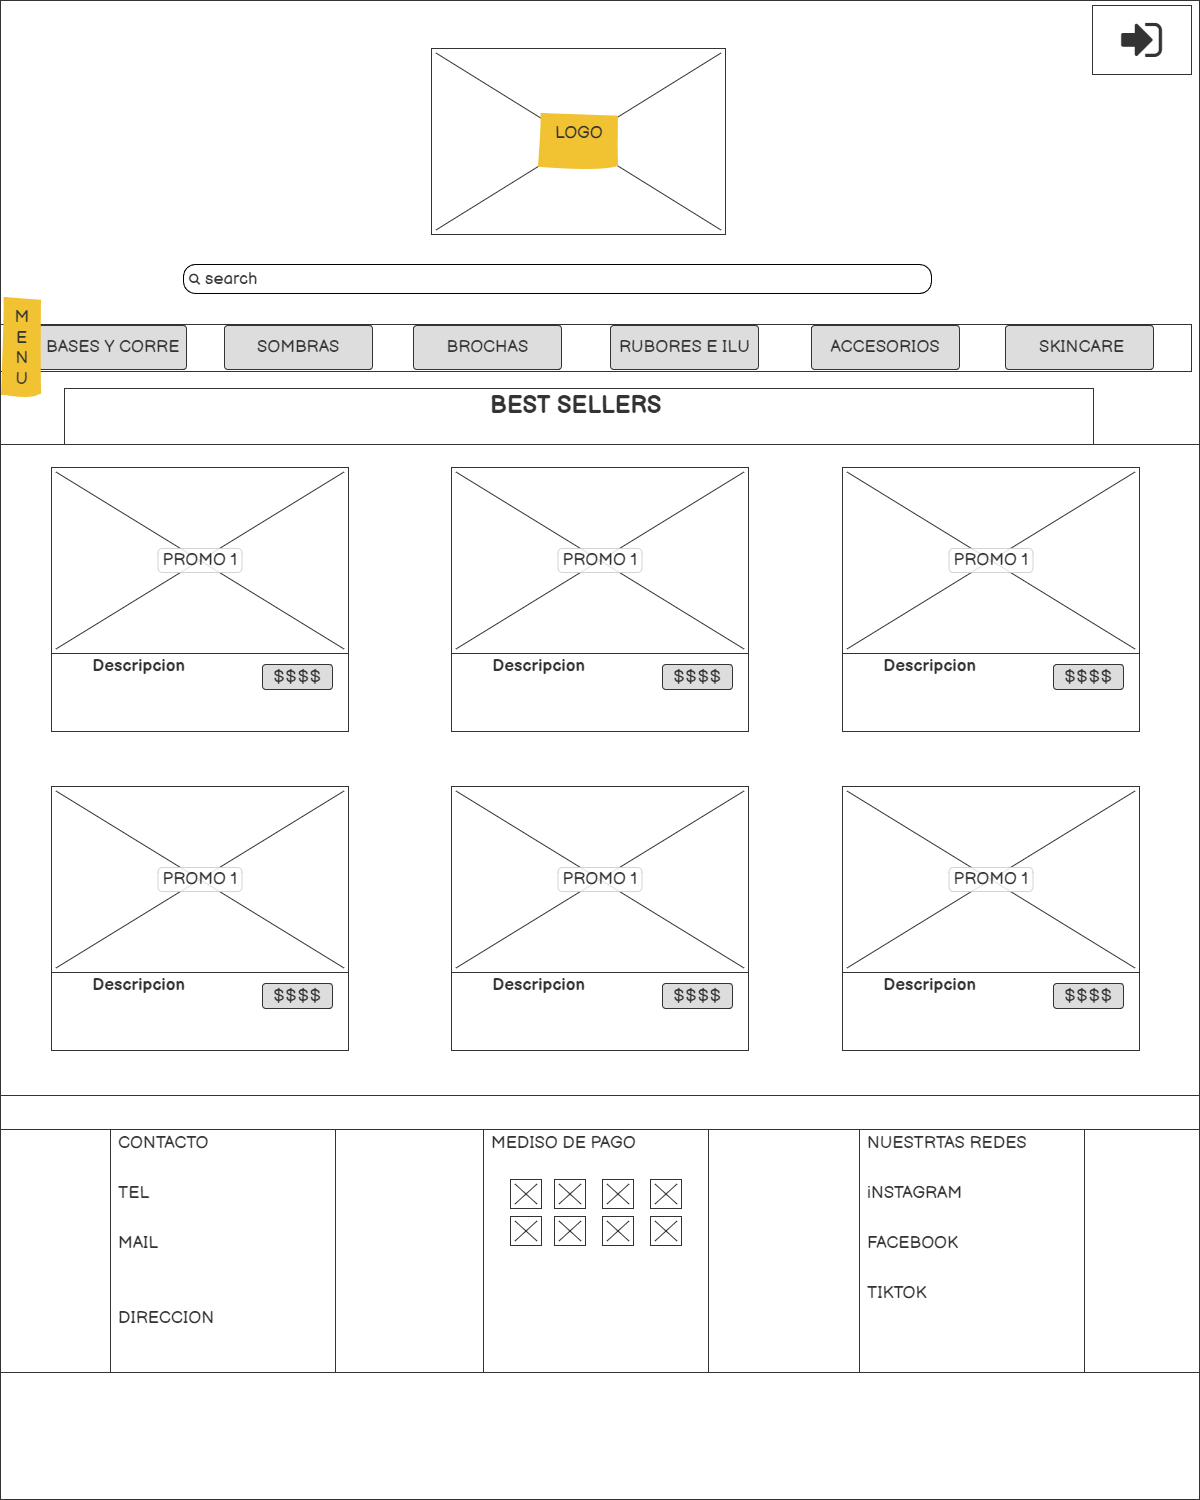 LOGO
search
M
E
N
U
BASES Y CORRE
SOMBRAS
BROCHAS
RUBORES E ILU
ACCESORIOS
SKINCARE
BEST SELLERS
PROMO 1
PROMO 1
PROMO 1
Descripcion
$$$$
Descripcion
$$$$
Descripcion
$$$$
PROMO 1
PROMO 1
PROMO 1
Descripcion
$$$$
Descripcion
$$$$
Descripcion
$$$$
CONTACTO
TEL
MAIL
DIRECCION
MEDISO DE PAGO
NUESTRTAS REDES
iNSTAGRAM
FACEBOOK
TIKTOK